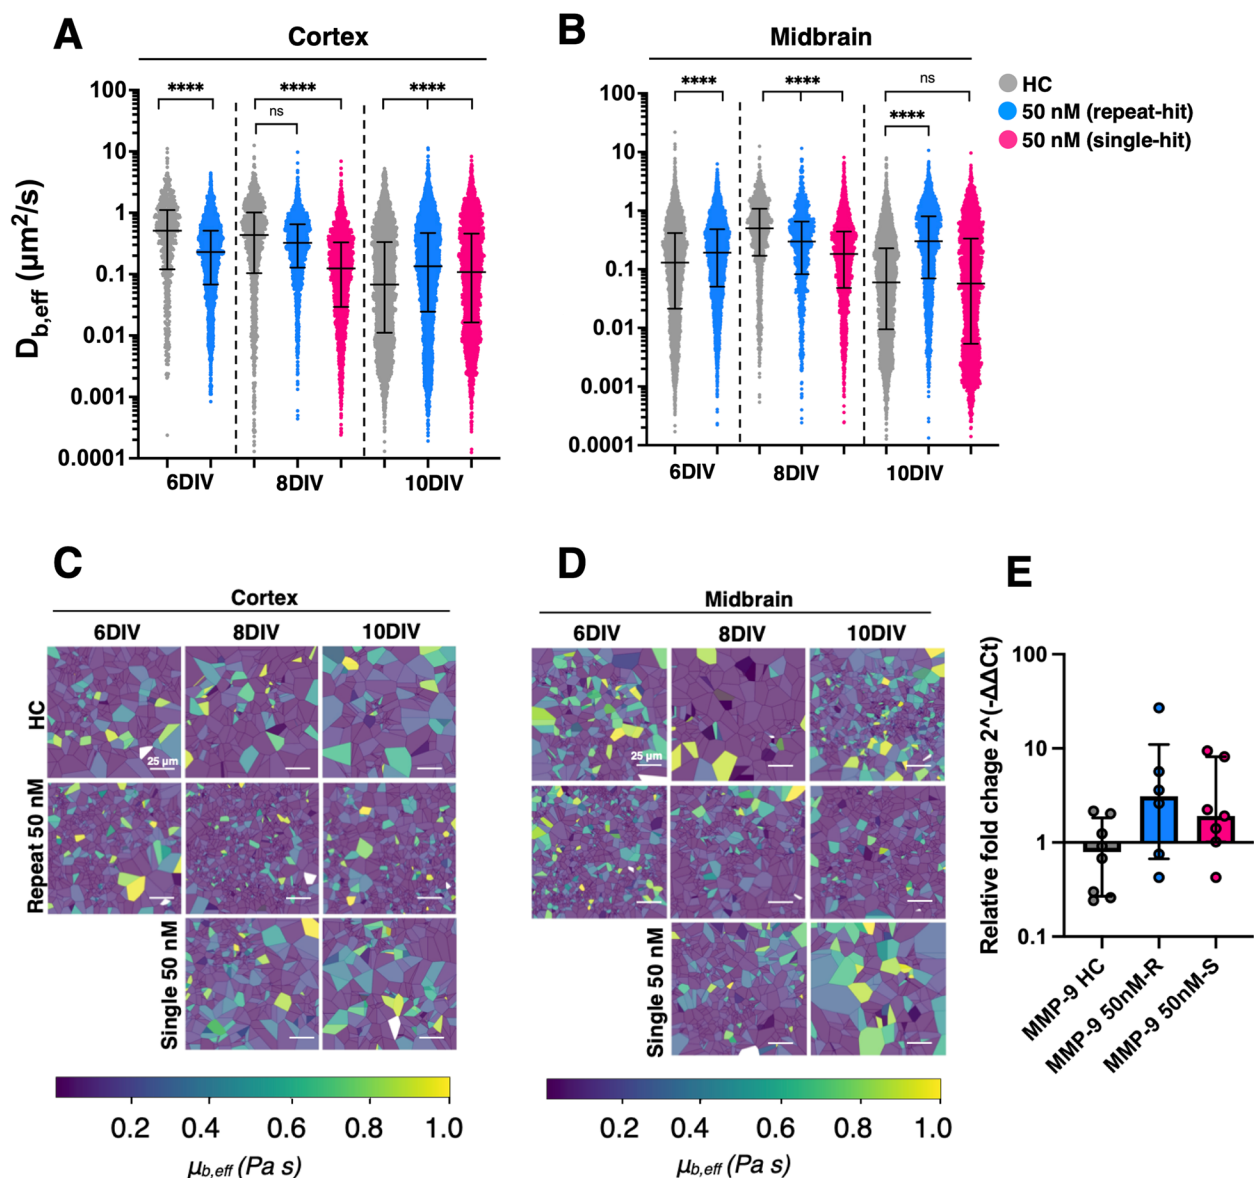 A
Cortex
D b,eff (μm²/s)
100
10
1
0.1
0.01
0.001
0.0001
****
****
ns
****
6DIV
8DIV
10DIV
B
Midbrain
100
10
1
0.1
0.01
0.001
0.0001
****
****
ns
****
6DIV
8DIV
10DIV
HC
50 nM (repeat-hit)
50 nM (single-hit)
C
Cortex
6DIV
8DIV
10DIV
HC
Repeat 50 nM
Single 50 nM
25 μm
0.2
0.4
0.6
0.8
1.0
μb,eff (Pa s)
D
Midbrain
6DIV
8DIV
10DIV
Single 50 nM
25 μm
0.2
0.4
0.6
0.8
1.0
μb,eff (Pa s)
E
Relative fold chage 2^(-ΔΔCt)
100
10
1
0.1
MMP-9 HC
MMP-9 50nM-R
MMP-9 50nM-S